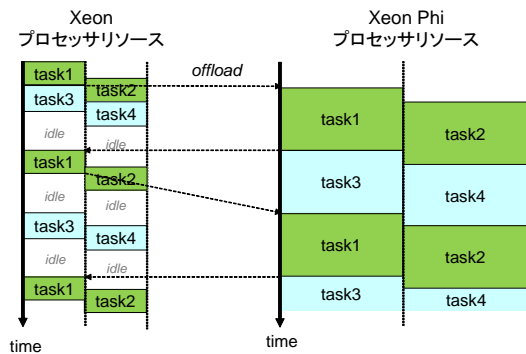 Xeon
プロセッサリソース
Xeon Phi
プロセッサリソース
offload
task1
task2
task3
task4
idle
idle
task1
task2
idle
idle
task3
task4
idle
idle
task1
task2
time
task1
task2
task3
task4
task1
task2
task3
task4
time